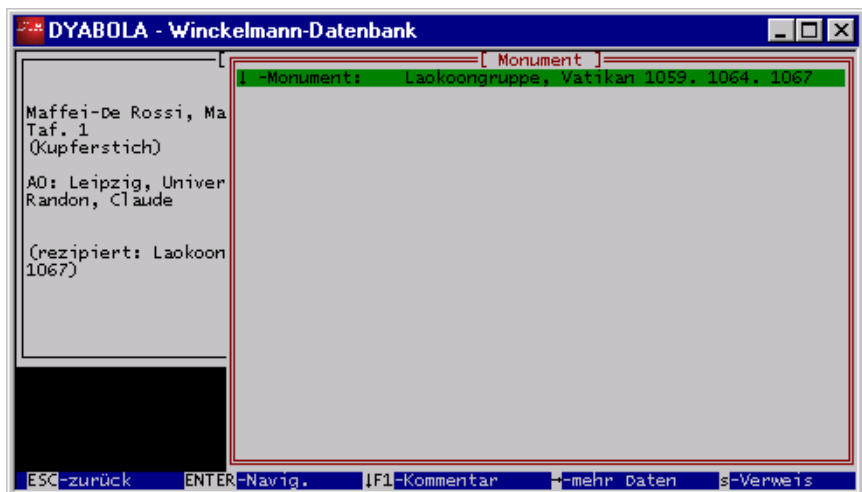 DYABOLA - Winckelmann-Datenbank
[ Monument ]
↓ -Monument: Laokoongruppe, Vatikan 1059. 1064. 1067
Maffei-De Rossi, Ma
Taf. 1
(Kupferstich)
AO: Leipzig, Univer
Randon, Claude
(rezipiert: Laokoon
1067)
ESC-zurück ENTER-Navig. ↓F1-Kommentar →-mehr Daten s-Verweis